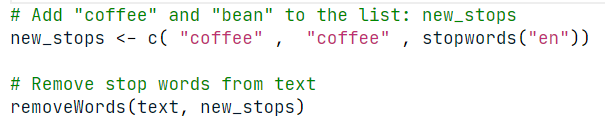 # Add "coffee" and "bean" to the list: new_stops
new_stops <- c( "coffee" ,  "coffee" , stopwords("en"))
# Remove stop words from text
removeWords(text, new_stops)